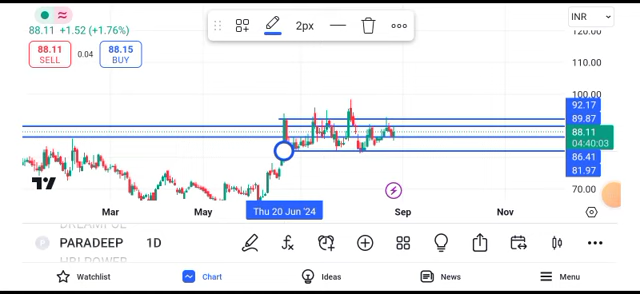 88.11 +1.52 (+1.76%)
88.11
SELL
0.04
88.15
BUY
2px
INR
120.00
110.00
100.00
92.17
89.87
88.11
04:40:03
86.41
81.97
70.00
Mar
May
Thu 20 Jun '24
Sep
Nov
P
PARADEEP
1D
Watchlist
Chart
Ideas
News
Menu